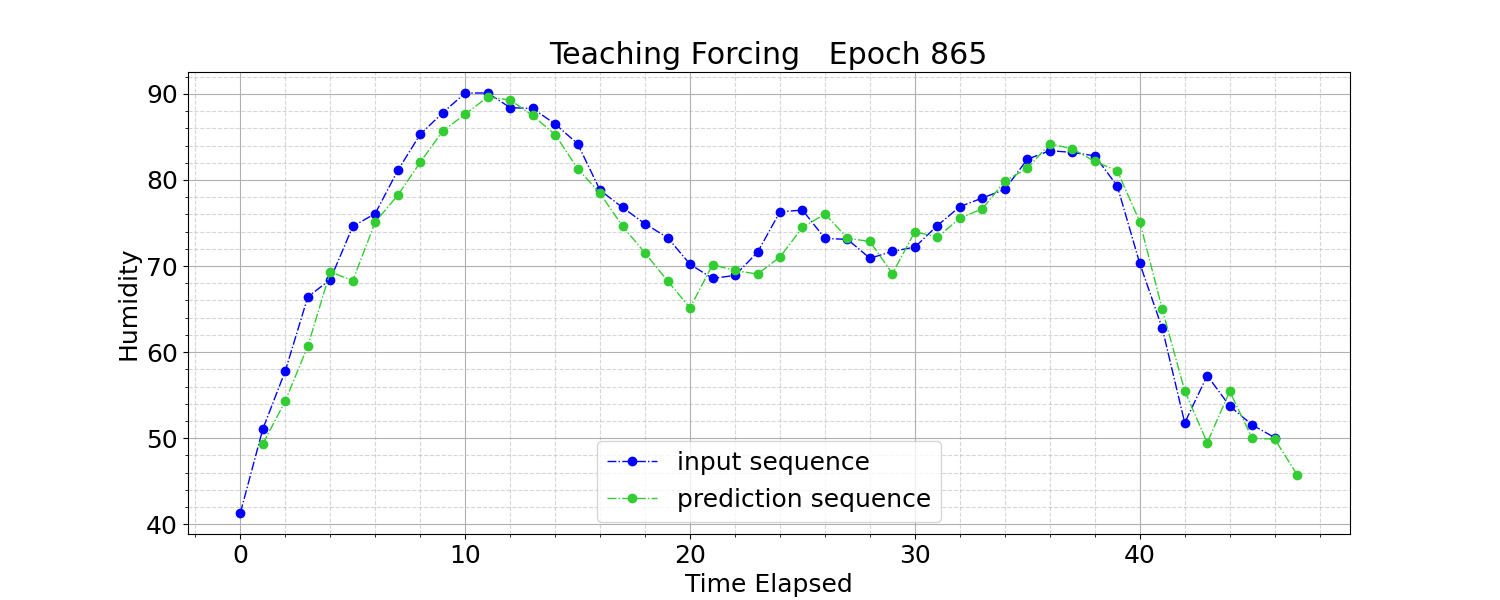 Teaching Forcing   Epoch 865
Humidity
90
80
70
60
50
40
0 10 20 30 40
Time Elapsed
input sequence
prediction sequence